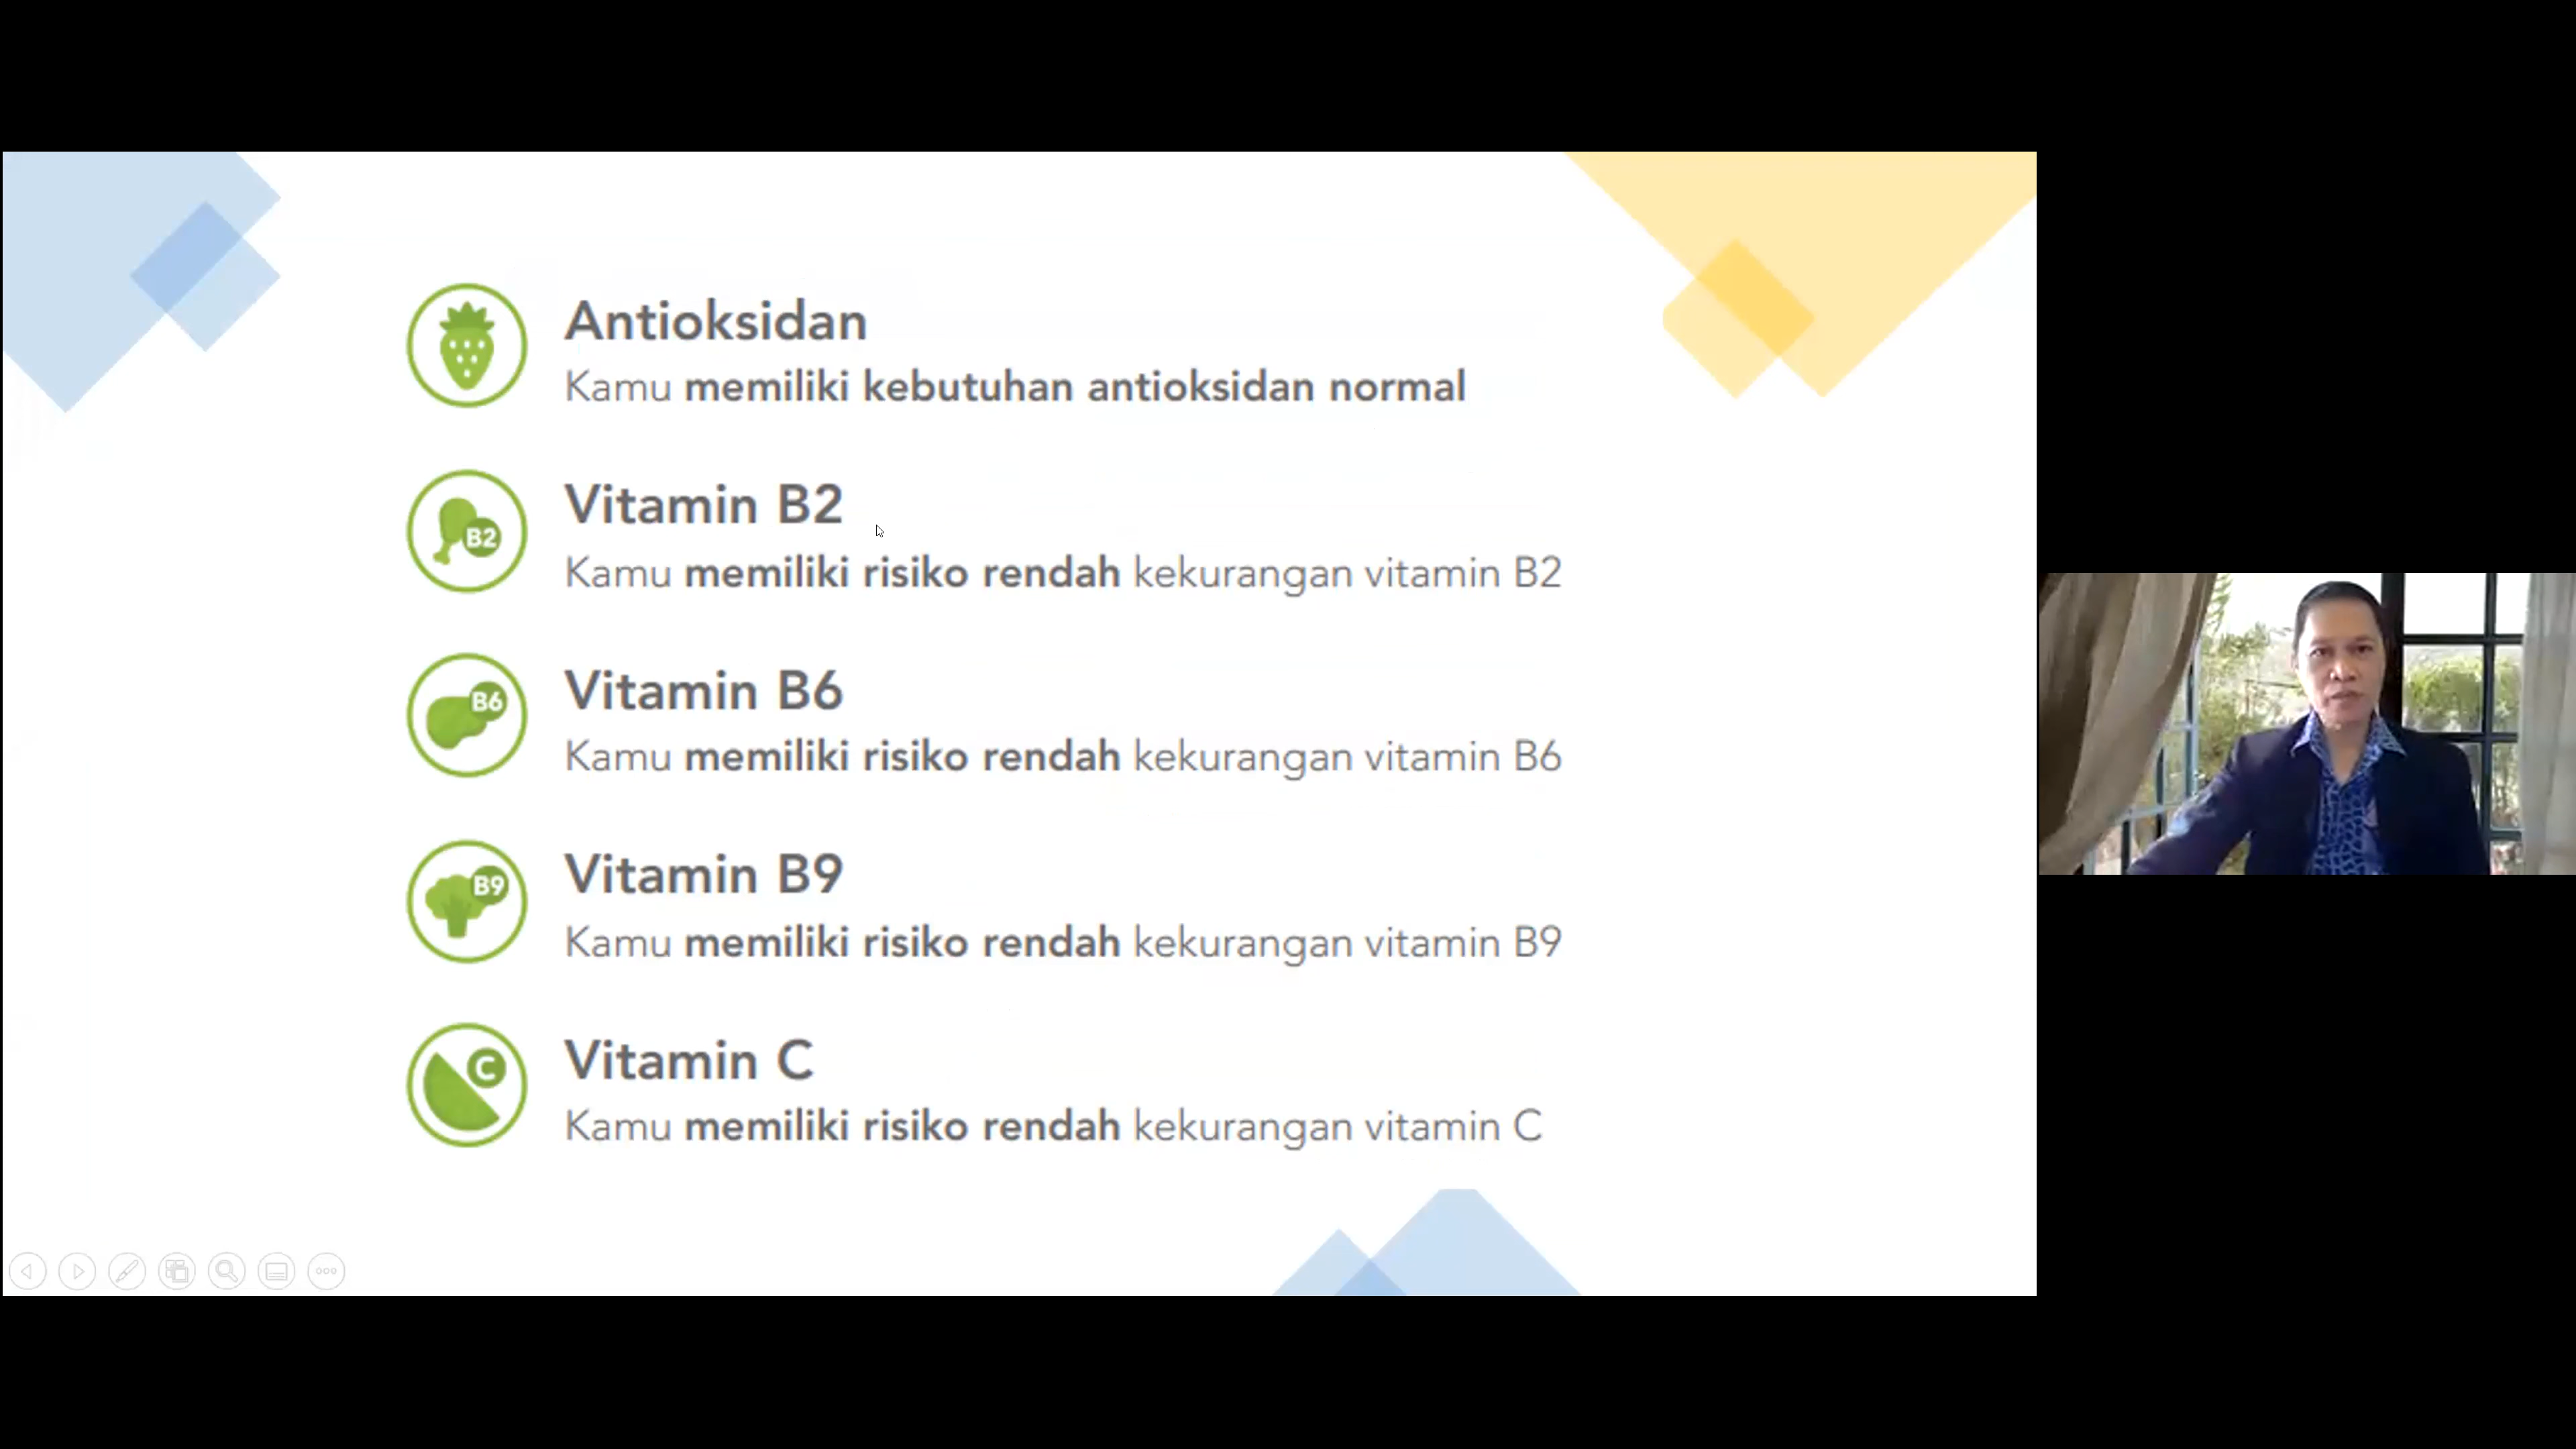 Antioksidan
Kamu memiliki kebutuhan antioksidan normal
B2
Vitamin B2
Kamu memiliki risiko rendah kekurangan vitamin B2
B6
Vitamin B6
Kamu memiliki risiko rendah kekurangan vitamin B6
B9
Vitamin B9
Kamu memiliki risiko rendah kekurangan vitamin B9
C
Vitamin C
Kamu memiliki risiko rendah kekurangan vitamin C